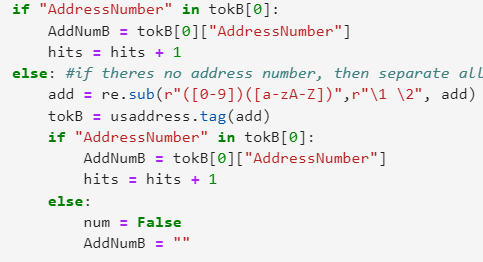 if "AddressNumber" in tokB[0]:
    AddNumB = tokB[0]["AddressNumber"]
    hits = hits + 1
else: #if theres no address number, then separate all
    add = re.sub(r"([0-9])([a-zA-Z])",r"\1 \2", add)
    tokB = usaddress.tag(add)
    if "AddressNumber" in tokB[0]:
        AddNumB = tokB[0]["AddressNumber"]
        hits = hits + 1
    else:
        num = False
        AddNumB = ""